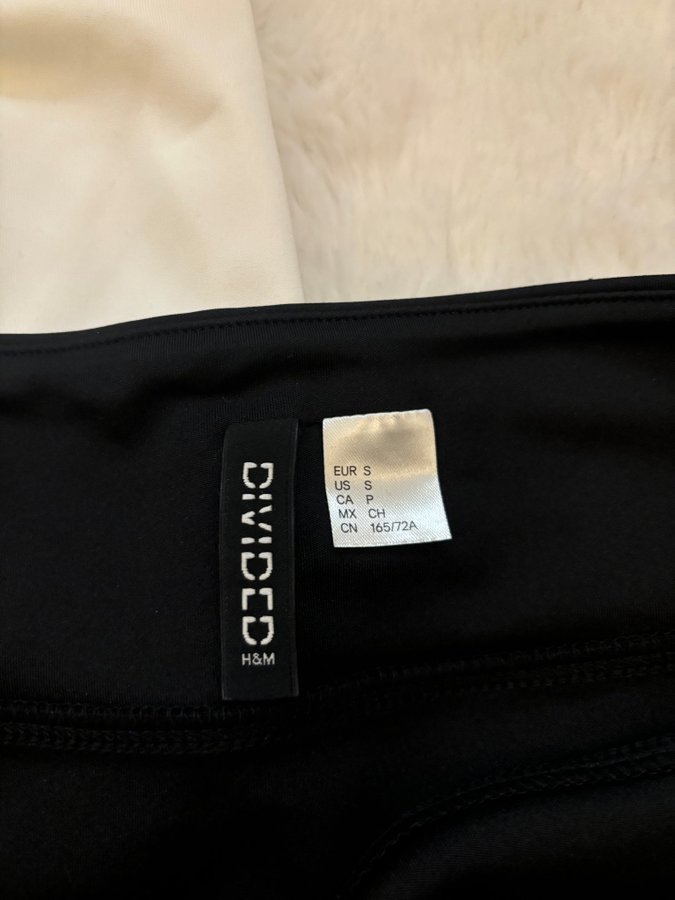 DIVIDED
H&M
EUR S
US S
CA P
MX CH
CN 165/72A